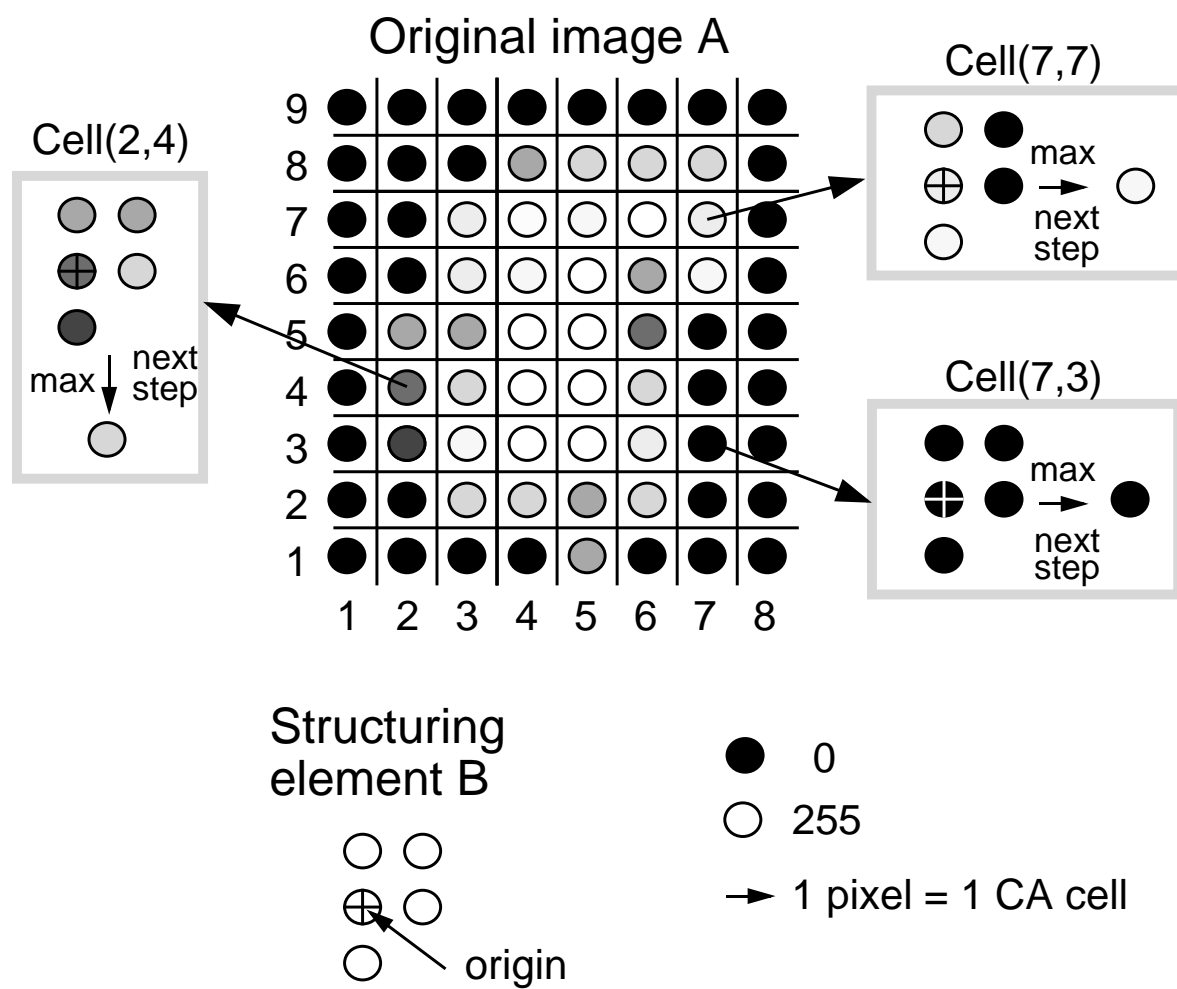 Original image A
Cell(7,7)
Cell(2,4)
9
8
7
6
5
4
3
2
1
1 2 3 4 5 6 7 8
max
next
step
max
next
step
Cell(7,3)
max
next
step
Structuring
element B
origin
0
255
1 pixel = 1 CA cell